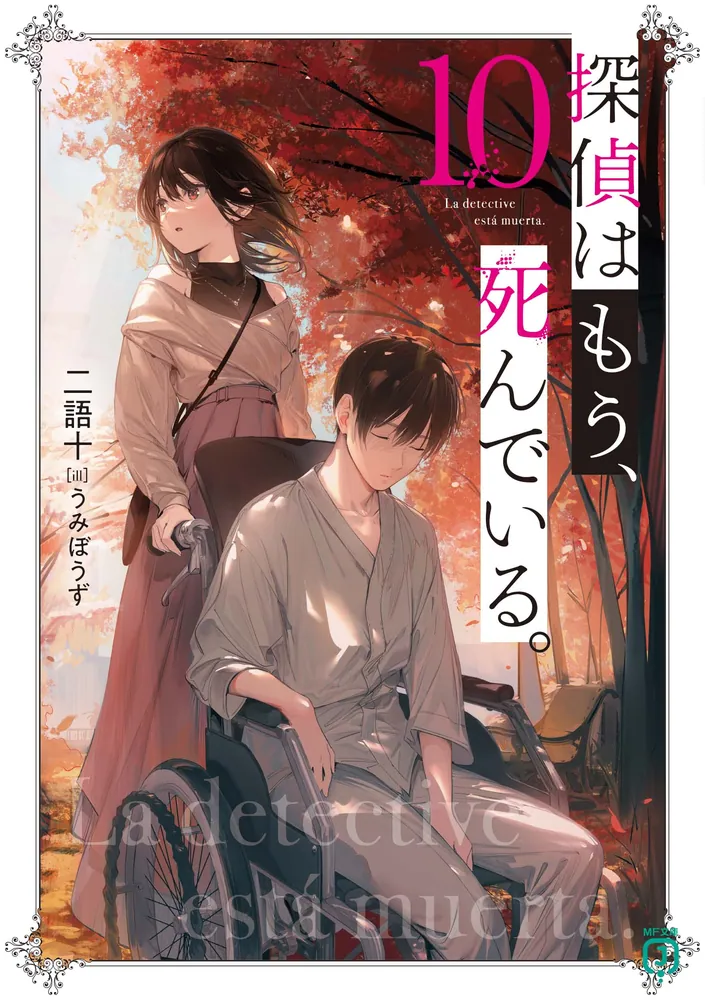 探偵はもう、
死んでいる。
10
La detective
está muerta.
二語十
[ill]うみぼうず
La detective
está muerta.
MF文庫
J